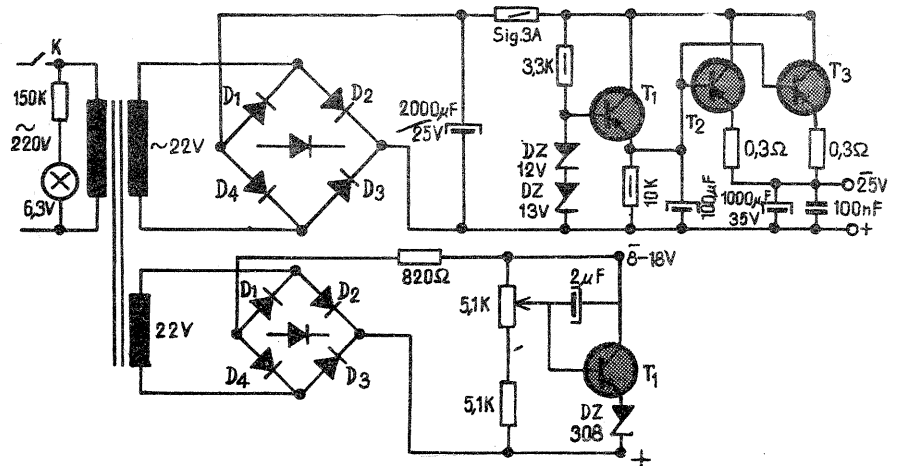 K
150K
~
220V
6,3V
~22V
D1
D2
D4
D3
2000µF
25V
Sig.3A
3,3K
T1
DZ
12V
DZ
13V
10K
100µF
T2
T3
0,3Ω
0,3Ω
1000µF
35V
-
25V
100nF
+
22V
D1
D2
D4
D3
820Ω
-
8-18V
5,1K
2µF
5,1K
T1
DZ
308
+